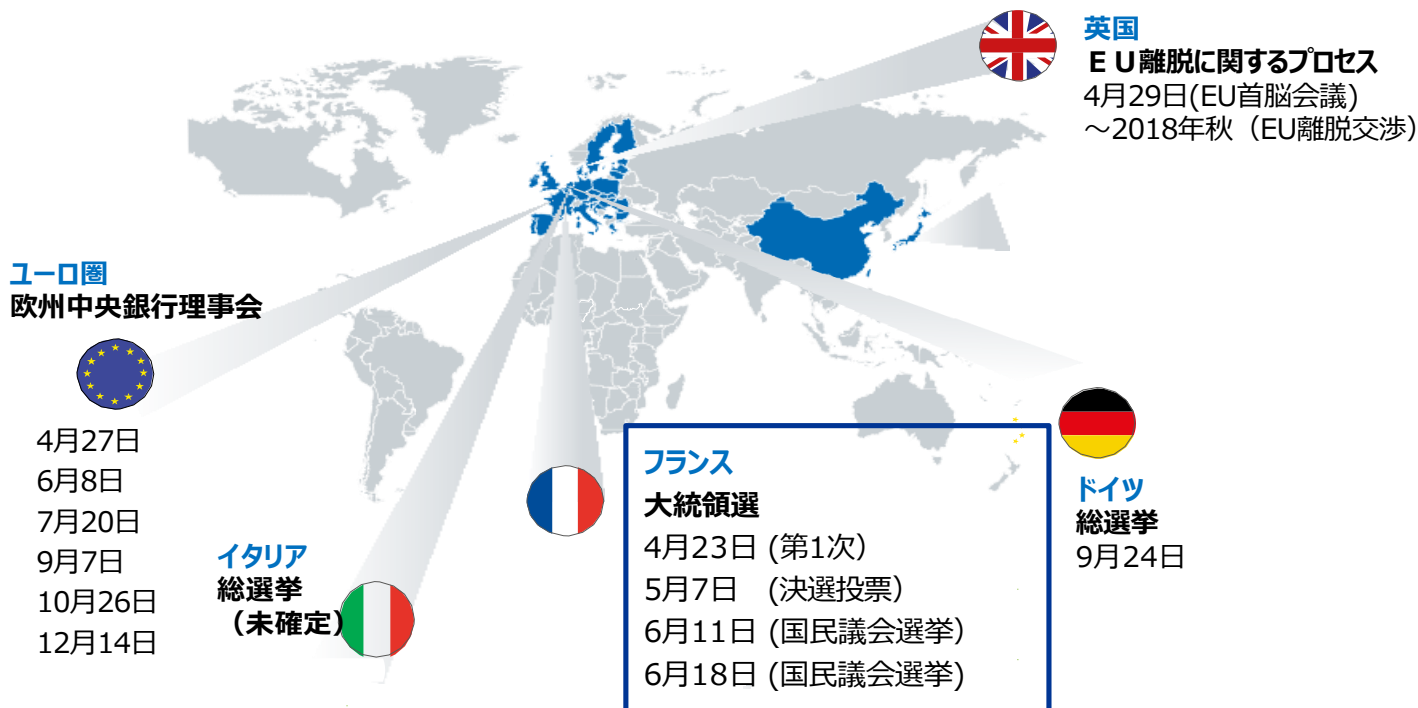 英国
ＥＵ離脱に関するプロセス
4月29日(EU首脳会議)
～2018年秋（EU離脱交渉）
ユーロ圏
欧州中央銀行理事会
4月27日
6月8日
7月20日
9月7日
10月26日
12月14日
イタリア
総選挙
（未確定）
フランス
大統領選
4月23日 (第1次）
5月7日　(決選投票）
6月11日 (国民議会選挙）
6月18日 (国民議会選挙)
ドイツ
総選挙
9月24日